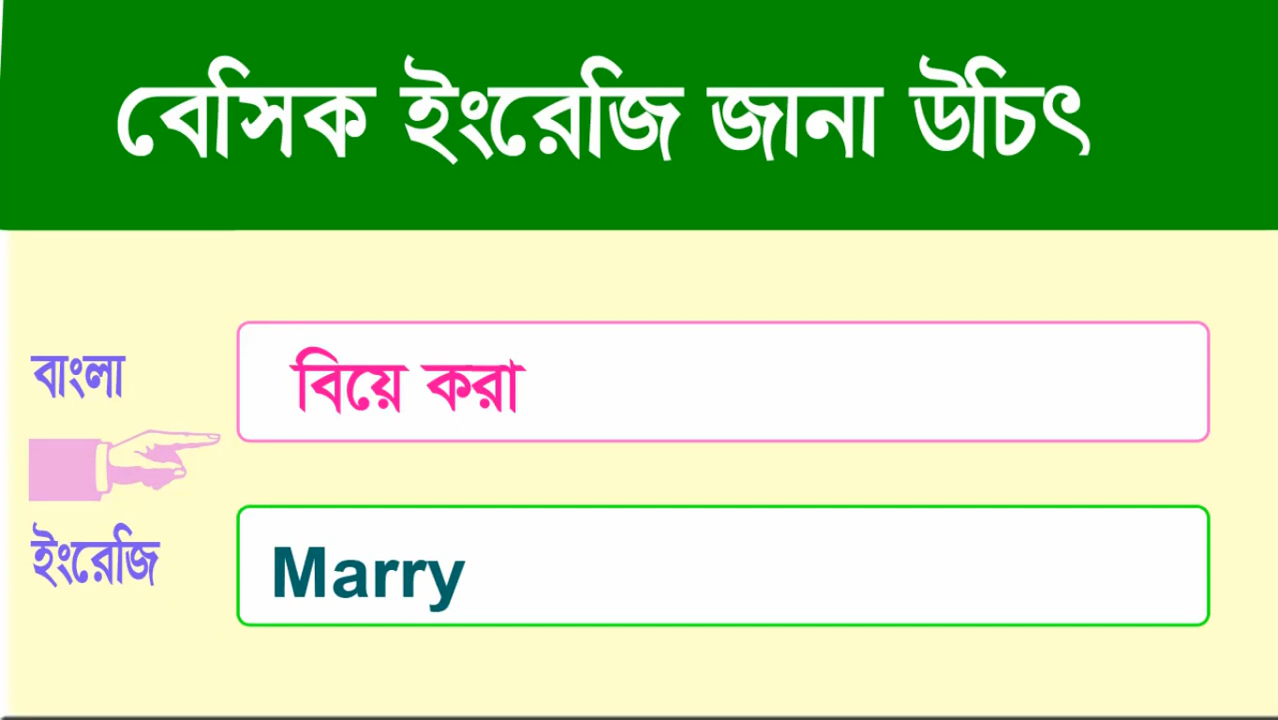 বেসিক ইংরেজি জানা উচিৎ
বাংলা
বিয়ে করা
ইংরেজি
Marry